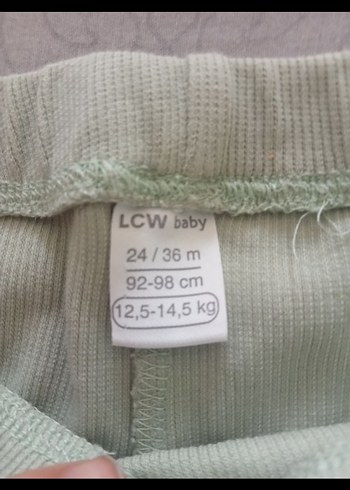 LCW baby
24 / 36 m
92-98 cm
12,5-14,5 kg